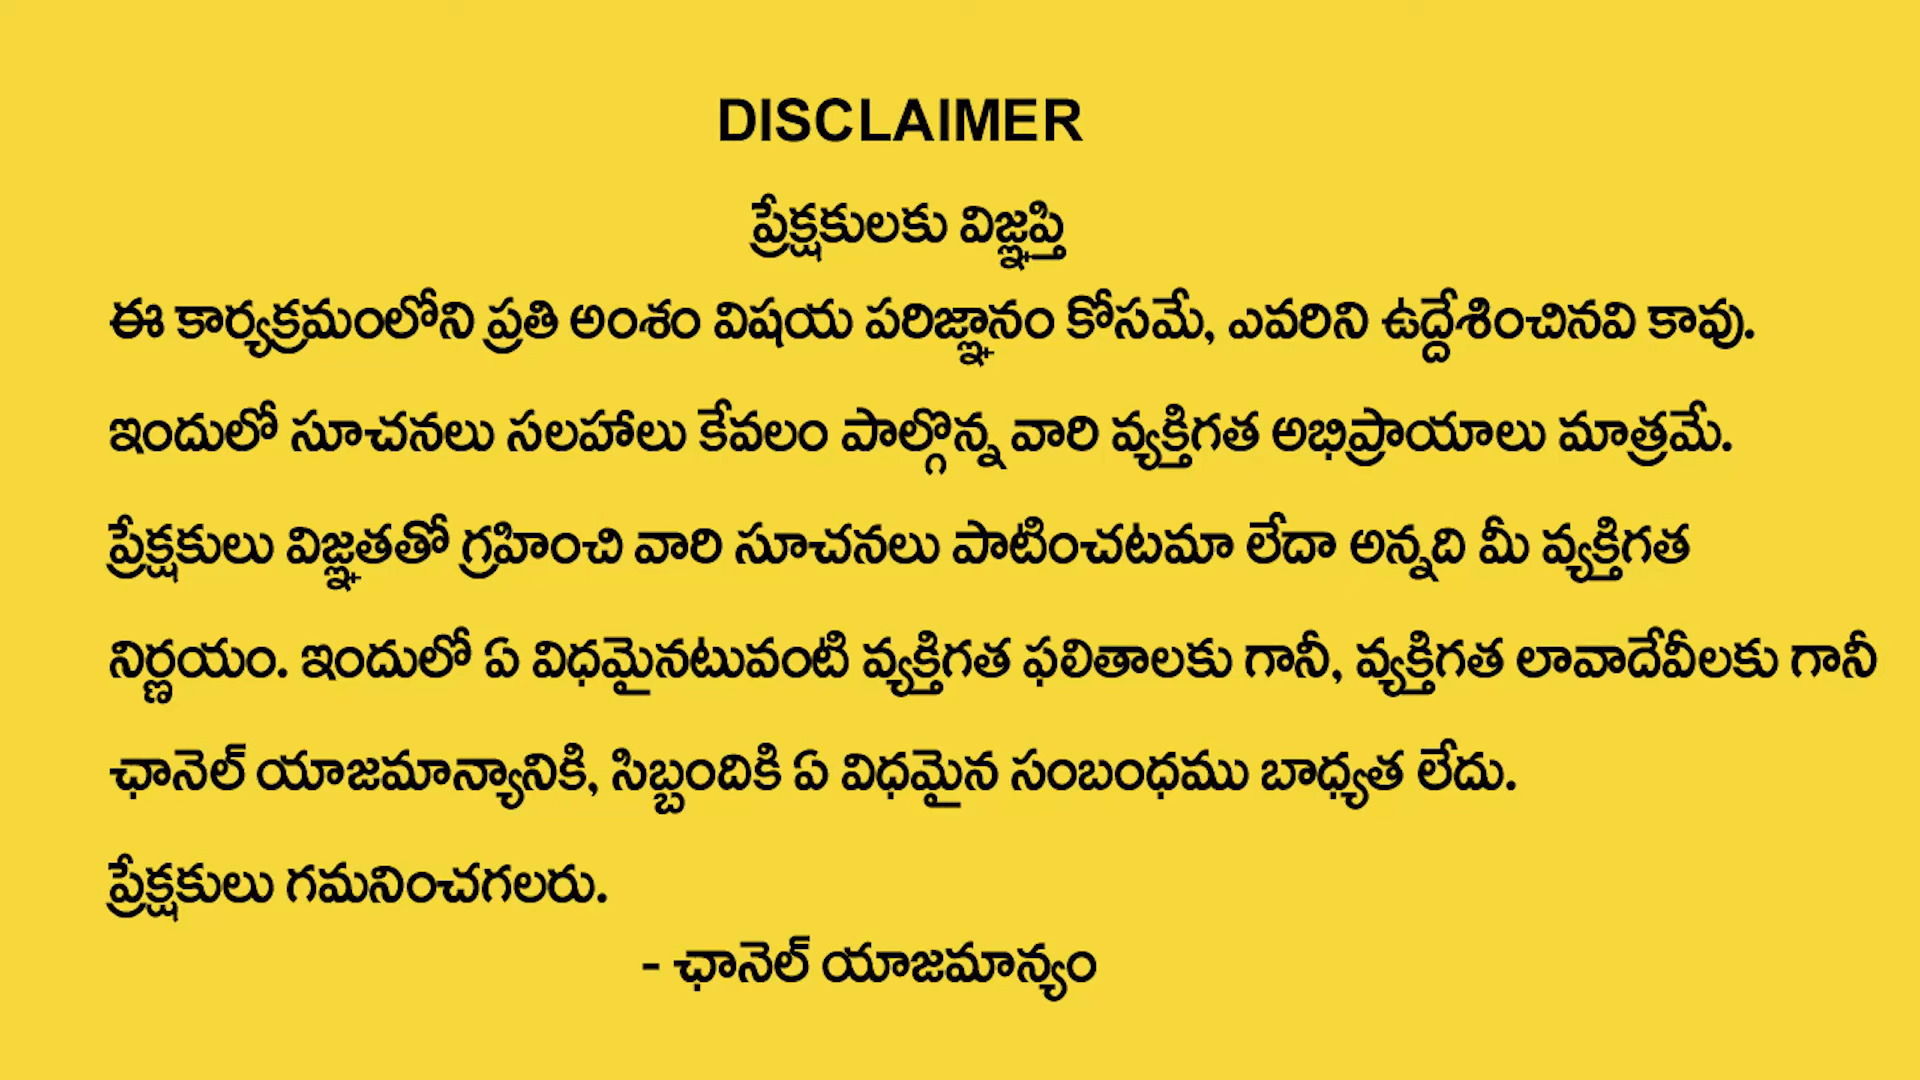 DISCLAIMER
ప్రేక్షకులకు విజ్ఞప్తి
ఈ కార్యక్రమంలోని ప్రతి అంశం విషయ పరిజ్ఞానం కోసమే, ఎవరిని ఉద్దేశించినవి కావు.
ఇందులో సూచనలు సలహాలు కేవలం పాల్గొన్న వారి వ్యక్తిగత అభిప్రాయాలు మాత్రమే.
ప్రేక్షకులు విజ్ఞతతో గ్రహించి వారి సూచనలు పాటించటమా లేదా అన్నది మీ వ్యక్తిగత
నిర్ణయం. ఇందులో ఏ విధమైనటువంటి వ్యక్తిగత ఫలితాలకు గానీ, వ్యక్తిగత లావాదేవీలకు గానీ
ఛానెల్ యాజమాన్యానికి, సిబ్బందికి ఏ విధమైన సంబంధము బాధ్యత లేదు.
ప్రేక్షకులు గమనించగలరు.
- ఛానెల్ యాజమాన్యం